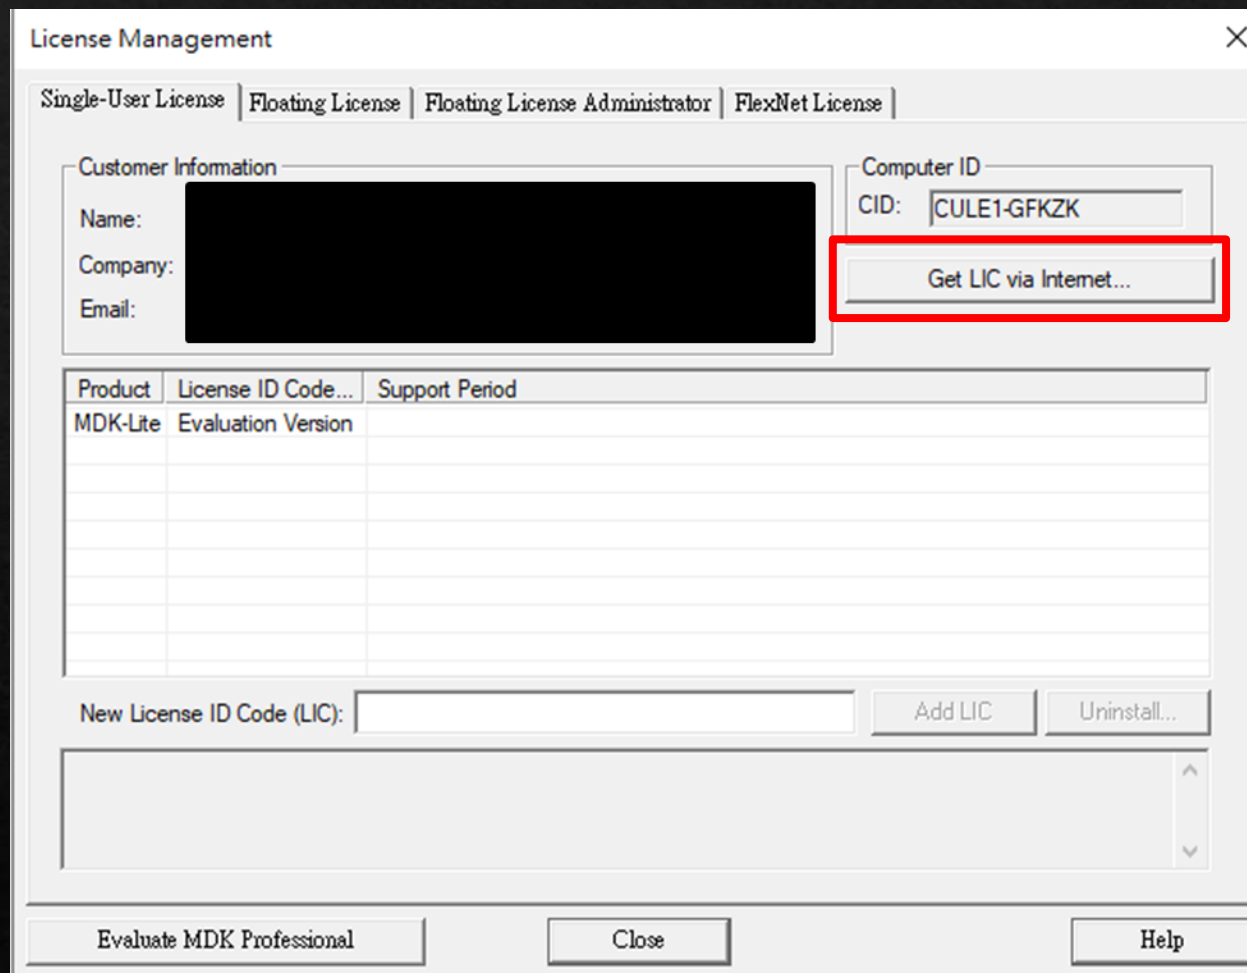 License Management
Single-User License
Floating License
Floating License Administrator
FlexNet License
Customer Information
Name:
Company:
Email:
Computer ID
CID:
CULE1-GFKZK
Get LIC via Internet...
Product
License ID Code...
Support Period
MDK-Lite
Evaluation Version
New License ID Code (LIC):
Add LIC
Uninstall...
Evaluate MDK Professional
Close
Help